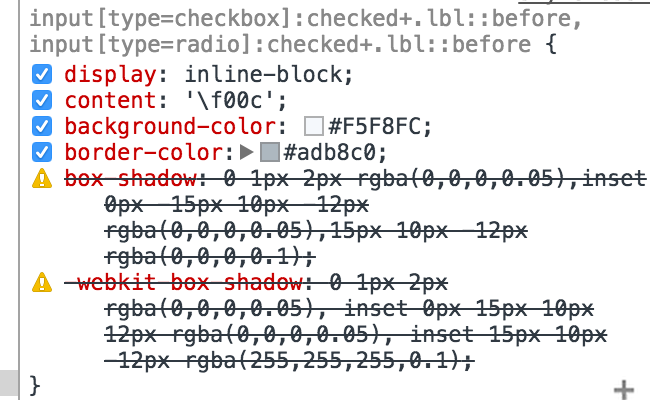 input[type=checkbox]:checked+.lbl::before,
input[type=radio]:checked+.lbl::before {
display: inline-block;
content: '\f00c';
background-color: #F5F8FC;
border-color: #adb8c0;
box shadow: 0 1px 2px rgba(0,0,0,0.05),inset
0px -15px 10px -12px
rgba(0,0,0,0.05),15px 10px -12px
rgba(0,0,0,0.1);
-webkit box shadow: 0 1px 2px
rgba(0,0,0,0.05), inset 0px 15px 10px
12px rgba(0,0,0,0.05), inset 15px 10px
-12px rgba(255,255,255,0.1);
}